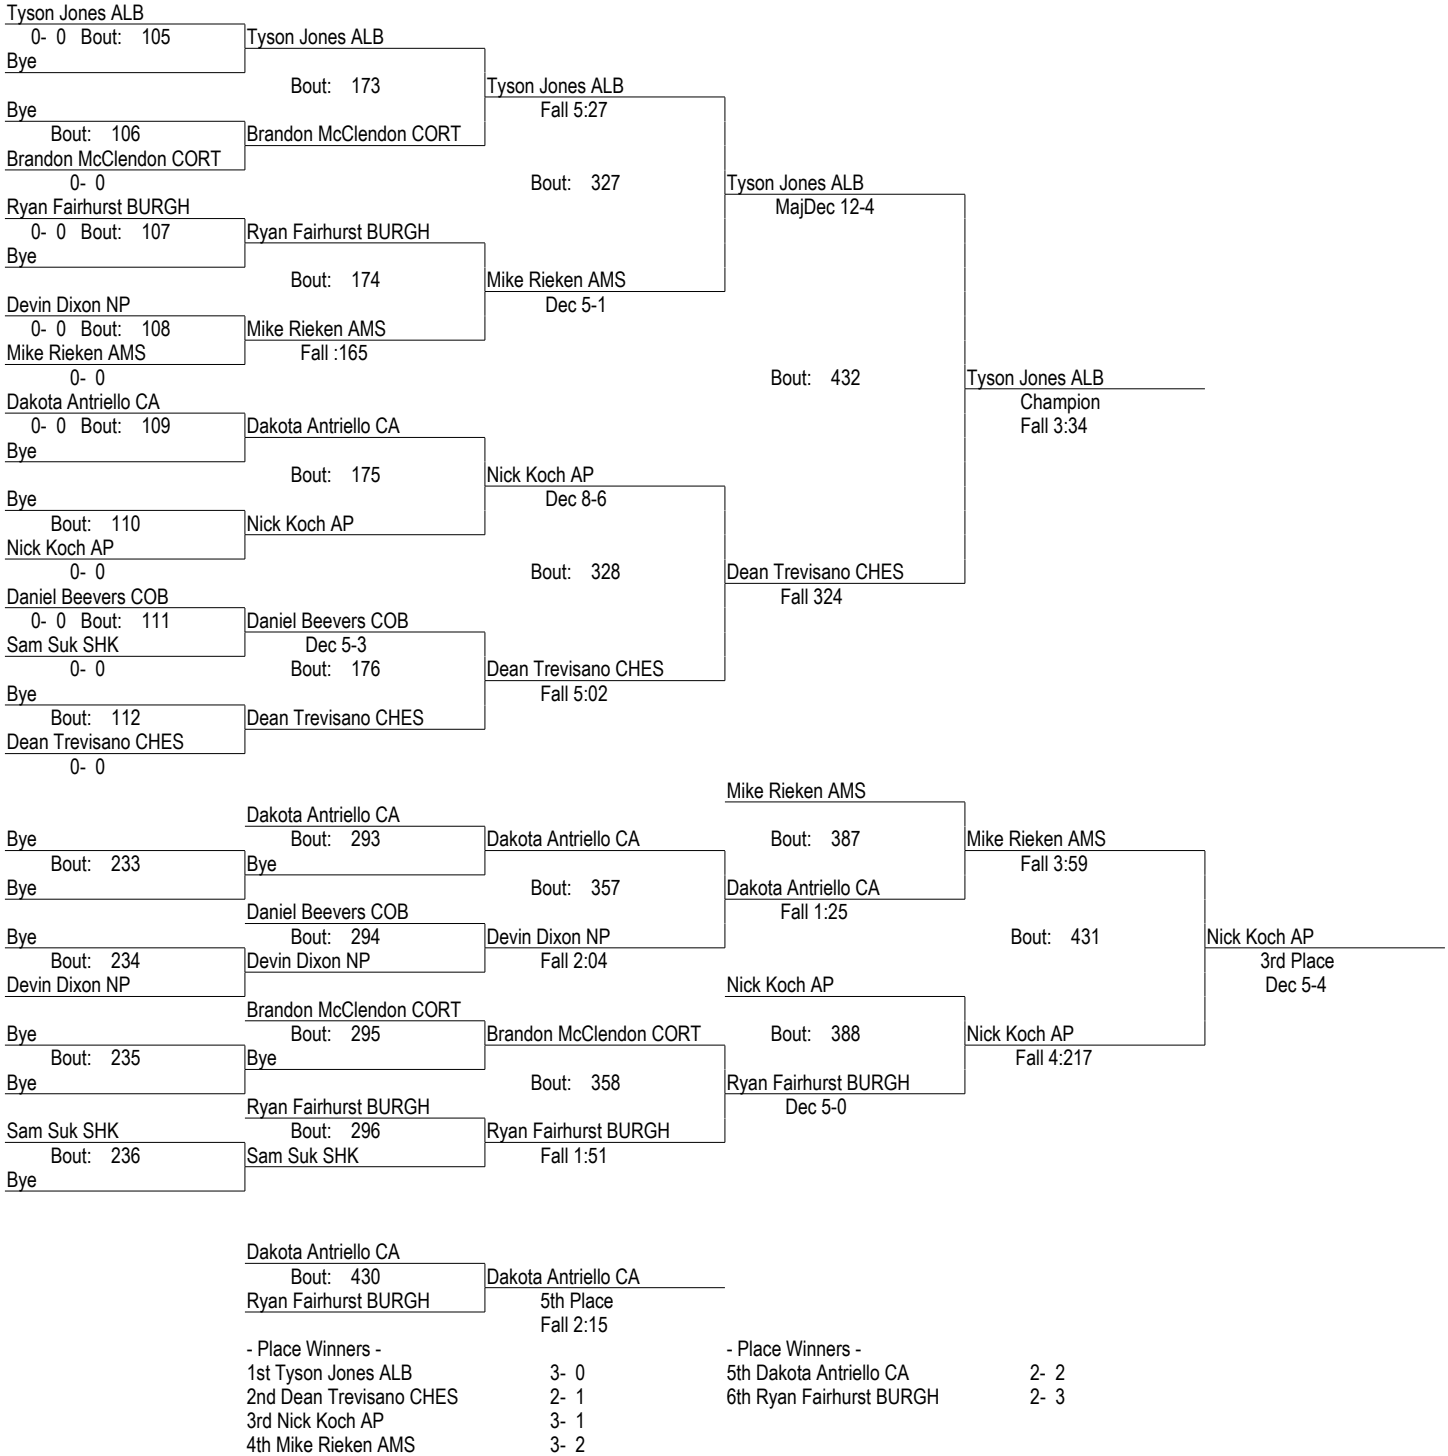 Tyson Jones ALB
0- 0 Bout: 105 Tyson Jones ALB
Bye
Bout: 173 Tyson Jones ALB
Bye Fall 5:27
Bout: 106 Brandon McClendon CORT
Brandon McClendon CORT
0- 0 Bout: 327 Tyson Jones ALB
Ryan Fairhurst BURGH MajDec 12-4
0- 0 Bout: 107 Ryan Fairhurst BURGH
Bye
Bout: 174 Mike Rieken AMS
Devin Dixon NP Dec 5-1
0- 0 Bout: 108 Mike Rieken AMS
Mike Rieken AMS Fall :165
0- 0 Bout: 432 Tyson Jones ALB
Dakota Antriello CA Champion
0- 0 Bout: 109 Dakota Antriello CA Fall 3:34
Bye
Bout: 175 Nick Koch AP
Bye Dec 8-6
Bout: 110 Nick Koch AP
Nick Koch AP
0- 0 Bout: 328 Dean Trevisano CHES
Daniel Beevers COB Fall 324
0- 0 Bout: 111 Daniel Beevers COB
Sam Suk SHK Dec 5-3
0- 0 Bout: 176 Dean Trevisano CHES
Bye Fall 5:02
Bout: 112 Dean Trevisano CHES
Dean Trevisano CHES
0- 0
Mike Rieken AMS
Dakota Antriello CA
Bye Bout: 293 Dakota Antriello CA Bout: 387 Mike Rieken AMS
Bout: 233 Bye Fall 3:59
Bye Bout: 357 Dakota Antriello CA
Daniel Beevers COB Fall 1:25
Bye Bout: 294 Devin Dixon NP Bout: 431 Nick Koch AP
Bout: 234 Devin Dixon NP Fall 2:04 3rd Place
Devin Dixon NP Nick Koch AP Dec 5-4
Brandon McClendon CORT
Bye Bout: 295 Brandon McClendon CORT Bout: 388 Nick Koch AP
Bout: 235 Bye Fall 4:217
Bye Bout: 358 Ryan Fairhurst BURGH
Ryan Fairhurst BURGH Dec 5-0
Sam Suk SHK Bout: 296 Ryan Fairhurst BURGH
Bout: 236 Sam Suk SHK Fall 1:51
Bye
Dakota Antriello CA
Bout: 430 Dakota Antriello CA
Ryan Fairhurst BURGH 5th Place
Fall 2:15
- Place Winners - - Place Winners -
1st Tyson Jones ALB 3- 0 5th Dakota Antriello CA 2- 2
2nd Dean Trevisano CHES 2- 1 6th Ryan Fairhurst BURGH 2- 3
3rd Nick Koch AP 3- 1
4th Mike Rieken AMS 3- 2